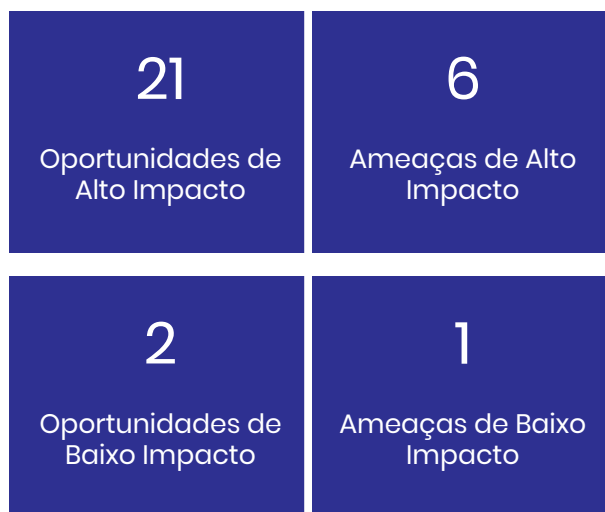 21
Oportunidades de
Alto Impacto
6
Ameaças de Alto
Impacto
2
Oportunidades de
Baixo Impacto
1
Ameaças de Baixo
Impacto